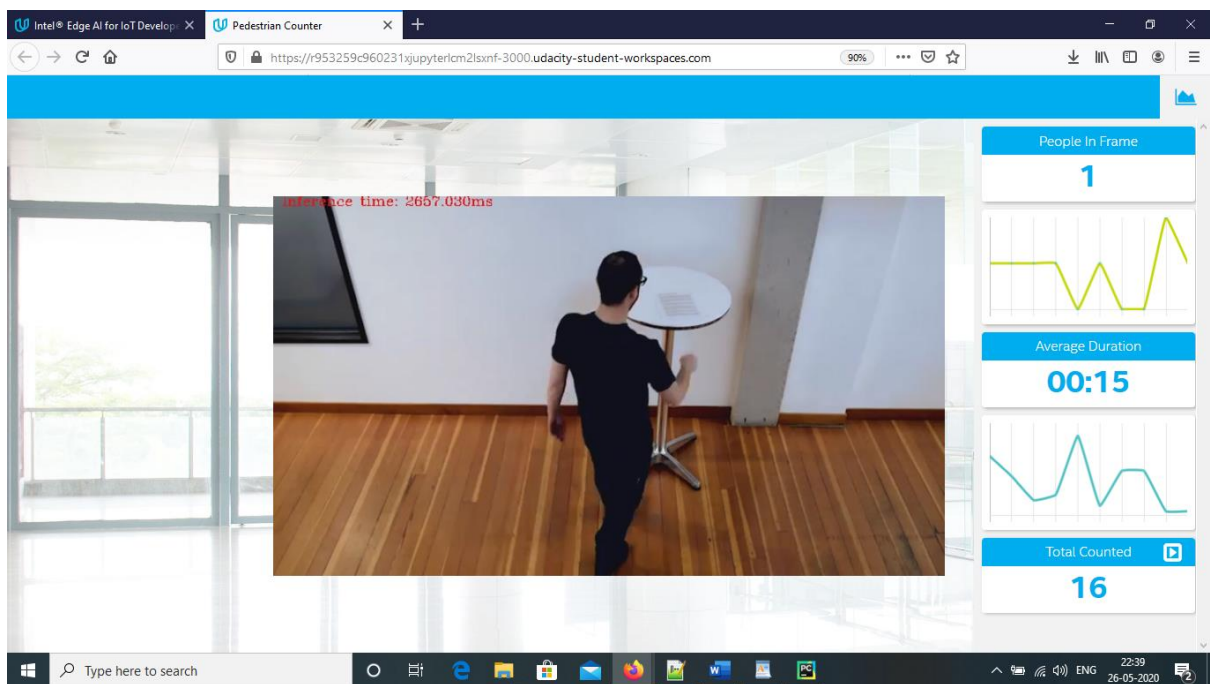 Intel® Edge AI for IoT Develop
Pedestrian Counter
https://r953259c960231xjupyterlcm2lsxnf-3000.udacity-student-workspaces.com
90%
People In Frame
1
inference time: 2657.030ms
Average Duration
00:15
Total Counted
16
Type here to search
ENG
22:39
26-05-2020
2